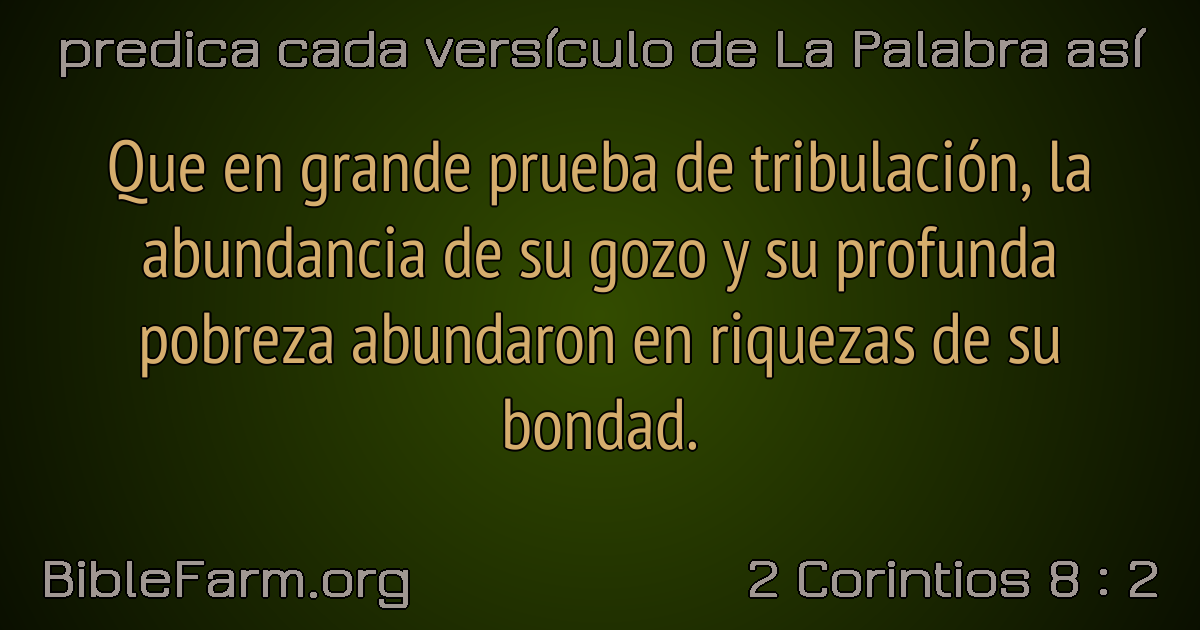 predica cada versículo de La Palabra así
Que en grande prueba de tribulación, la
abundancia de su gozo y su profunda
pobreza abundaron en riquezas de su
bondad.
BibleFarm.org
2 Corintios 8 : 2